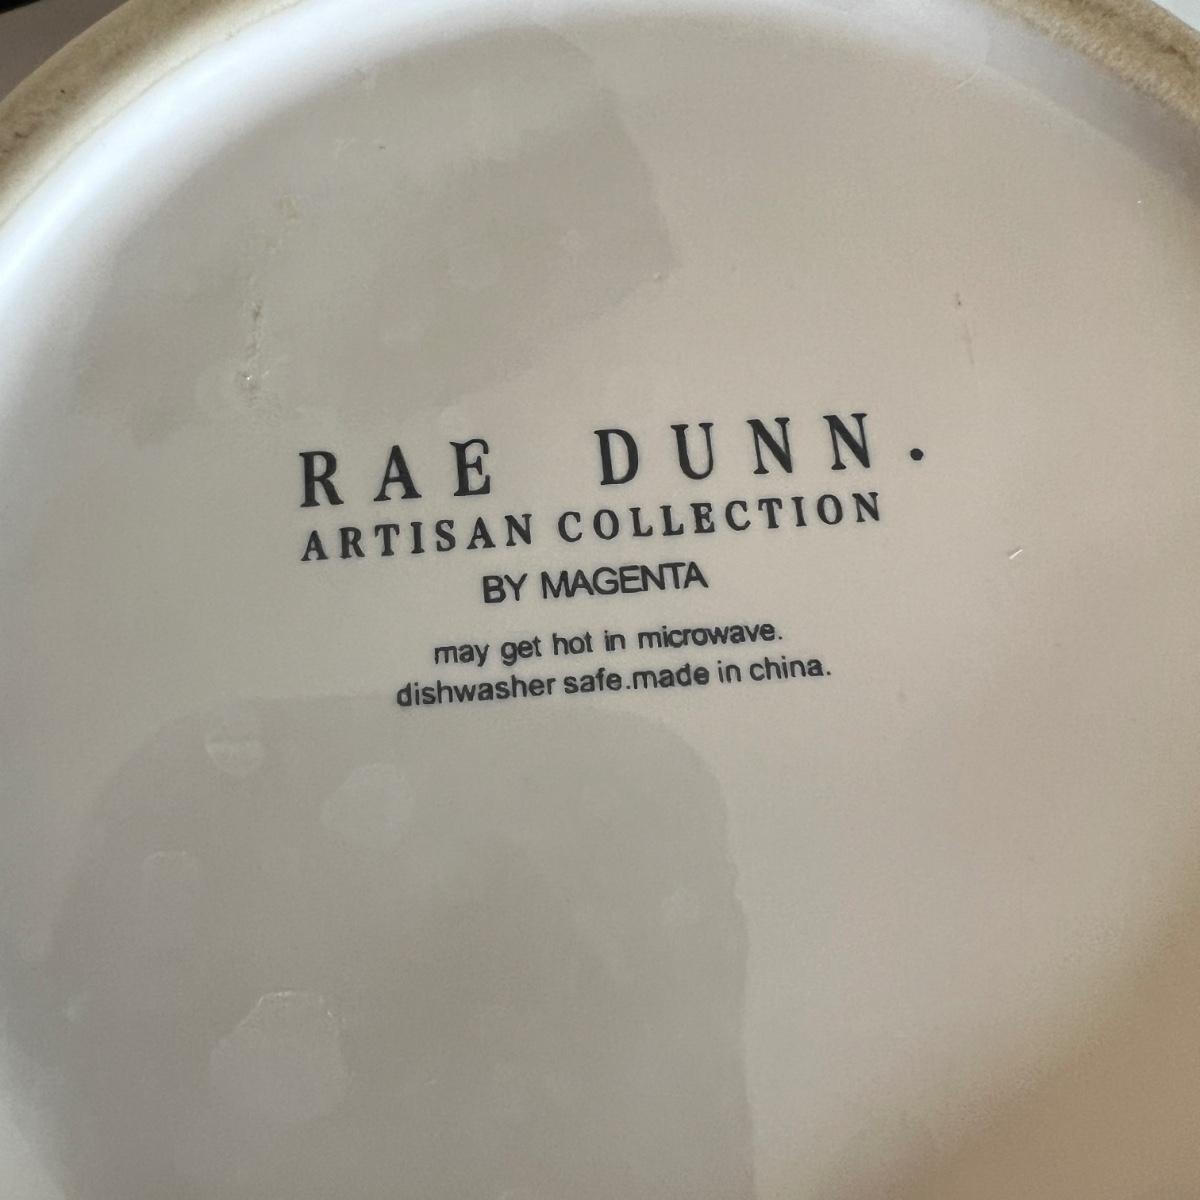 RAE DUNN.
ARTISAN COLLECTION
BY MAGENTA
may get hot in microwave.
dishwasher safe.made in china.